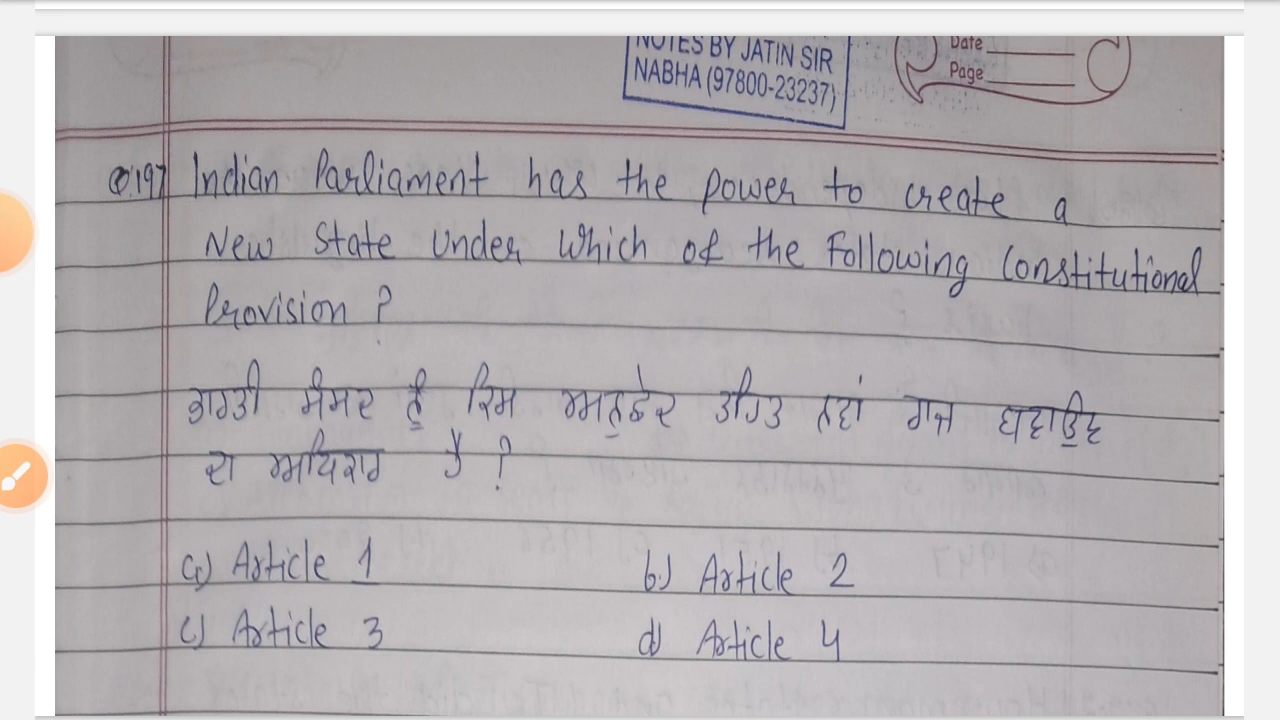 NOTES BY JATIN SIR
NABHA (97800-23237)
Date
Page
Q.197 Indian Parliament has the power to create a
New State Under Which of the Following Constitutional
Provision ?
ਭਾਰਤੀ ਸੰਸਦ ਨੂੰ ਕਿਸ ਅਨੁਛੇਦ ਤਹਿਤ ਨਵਾਂ ਰਾਜ ਬਣਾਉਣ
ਦਾ ਅਧਿਕਾਰ ਹੈ ?
a) Article 1
b) Article 2
c) Article 3
d) Article 4